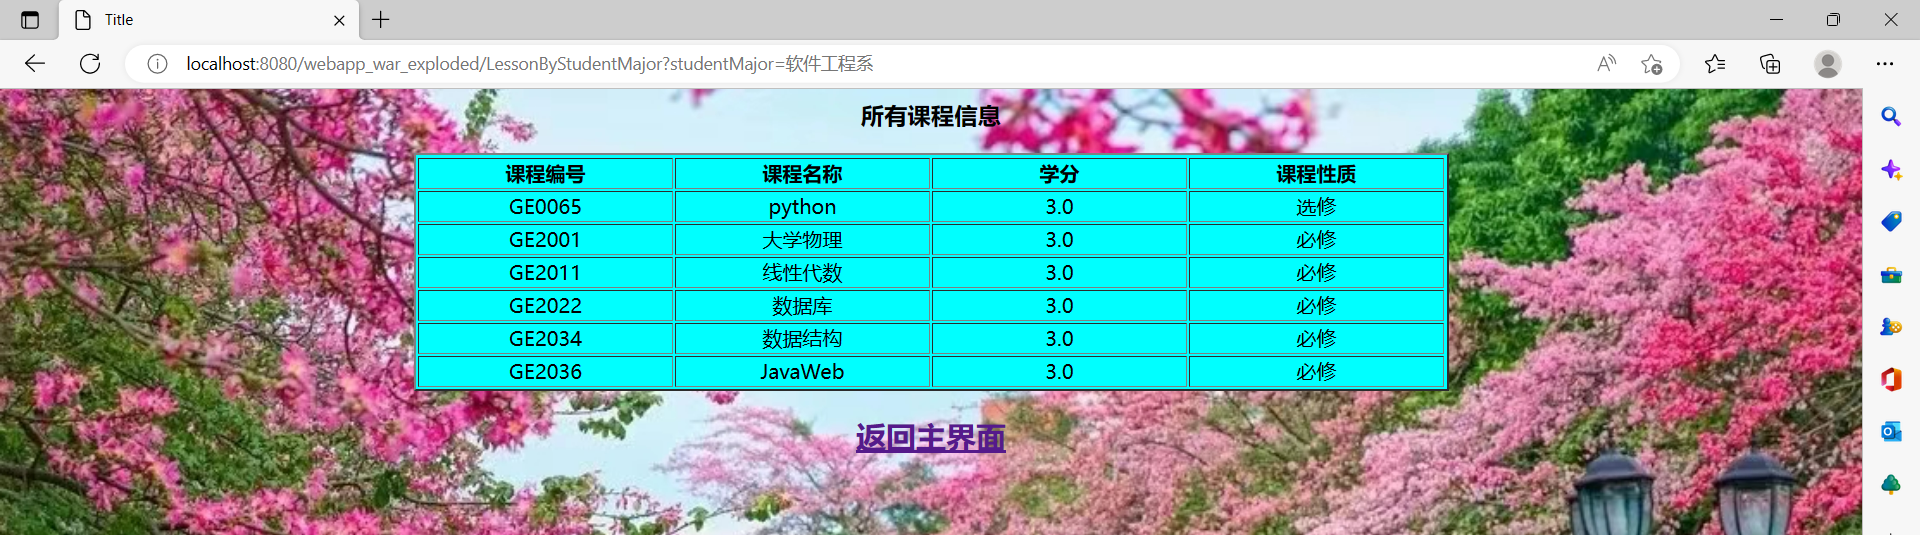 Title
localhost:8080/webapp_war_exploded/LessonByStudentMajor?studentMajor=软件工程系
所有课程信息
课程编号 课程名称 学分 课程性质
GE0065 python 3.0 选修
GE2001 大学物理 3.0 必修
GE2011 线性代数 3.0 必修
GE2022 数据库 3.0 必修
GE2034 数据结构 3.0 必修
GE2036 JavaWeb 3.0 必修
返回主界面